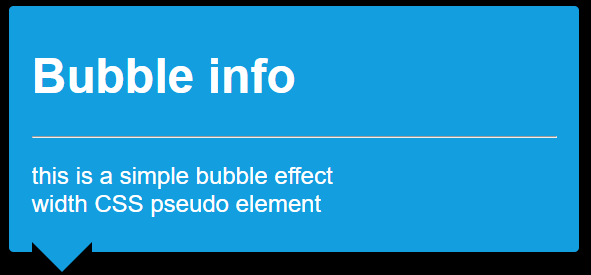 Bubble info
this is a simple bubble effect
width CSS pseudo element